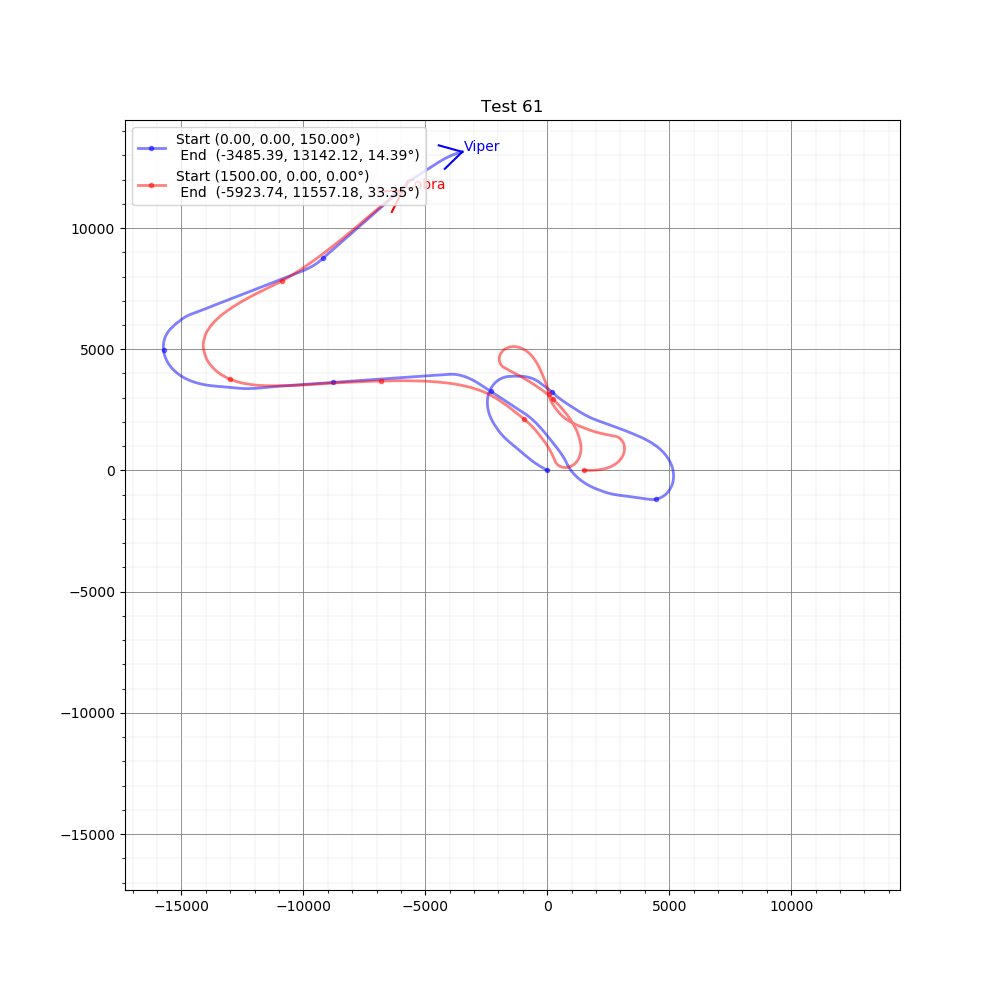 Test 61
Start (0.00, 0.00, 150.00°)
End (-3485.39, 13142.12, 14.39°)
Start (1500.00, 0.00, 0.00°)
End (-5923.74, 11557.18, 33.35°)
Viper
10000
5000
0
−5000
−10000
−15000
−15000 −10000 −5000 0 5000 10000